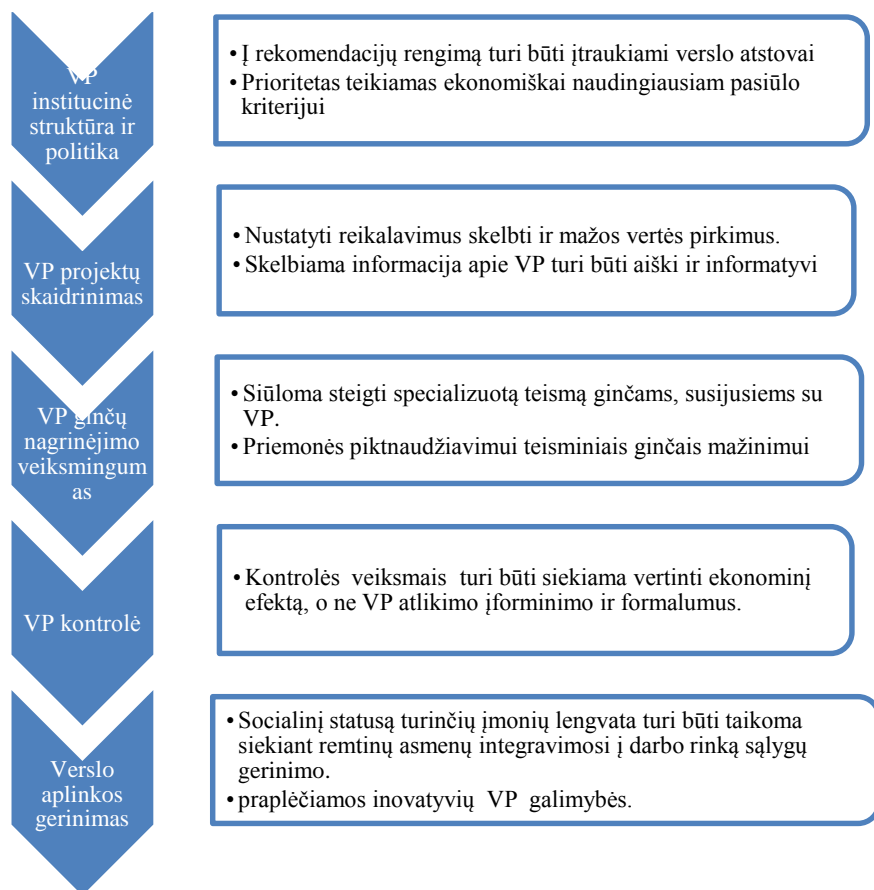 VP
institucinė
struktūra ir
politika
• Į rekomendacijų rengimą turi būti įtraukiami verslo atstovai
• Prioritetas teikiamas ekonomiškai naudingiausiam pasiūlo
kriterijui
VP projektų
skaidrinimas
• Nustatyti reikalavimus skelbti ir mažos vertės pirkimus.
• Skelbiama informacija apie VP turi būti aiški ir informatyvi
VP ginčų
nagrinėjimo
veiksmingum
as
• Siūloma steigti specializuotą teismą ginčams, susijusiems su
VP.
• Priemonės piktnaudžiavimui teisminiais ginčais mažinimui
VP kontrolė
• Kontrolės veiksmais turi būti siekiama vertinti ekonominį
efektą, o ne VP atlikimo įforminimo ir formalumus.
Verslo
aplinkos
gerinimas
• Socialinį statusą turinčių įmonių lengvata turi būti taikoma
siekiant remtinų asmenų integravimosi į darbo rinką sąlygų
gerinimo.
• praplėčiamos inovatyvių VP galimybės.